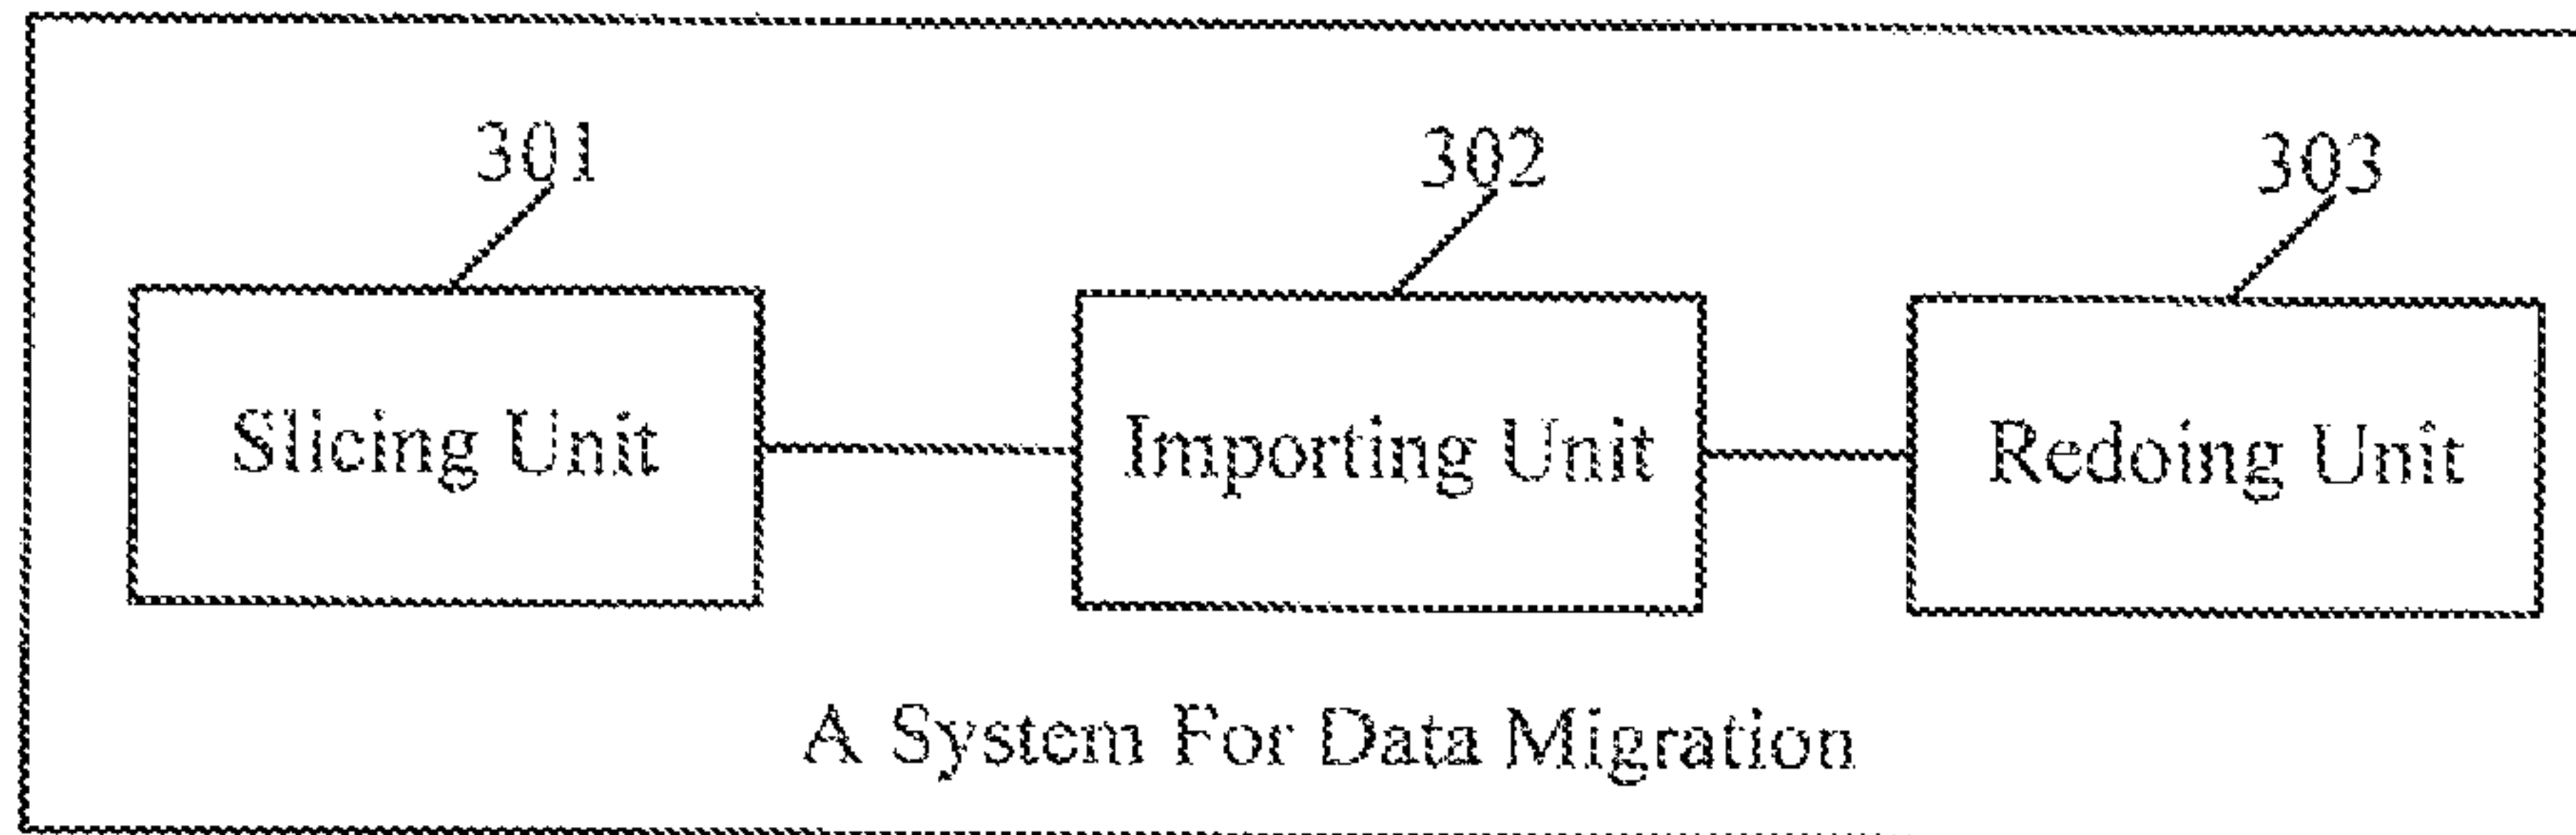 301
302
303
Slicing Unit
Importing Unit
Redoing Unit
A System For Data Migration